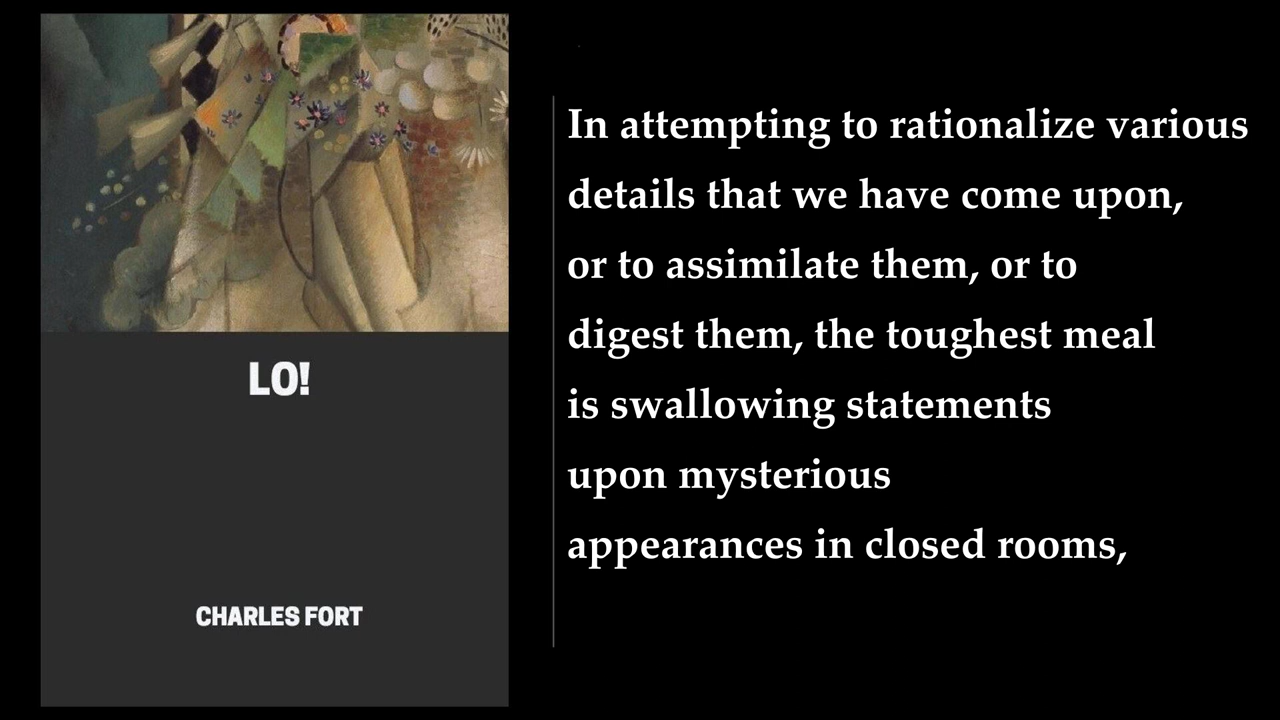 LO!
CHARLES FORT
In attempting to rationalize various
details that we have come upon,
or to assimilate them, or to
digest them, the toughest meal
is swallowing statements
upon mysterious
appearances in closed rooms,